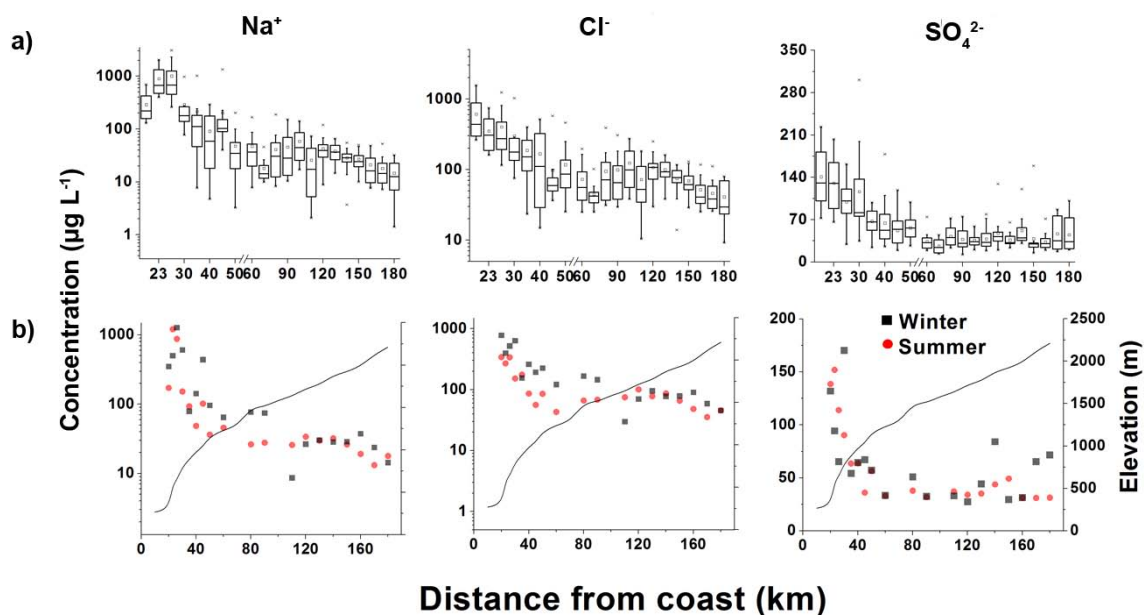 Na⁺ Cl⁻ SO₄²⁻
a)
1000
100
10
1
23 30 40 50 60 90 120 150 180
1000
100
10
23 30 40 50 60 90 120 150 180
350
280
210
140
70
0
23 30 40 50 60 90 120 150 180
Concentration (µg L⁻¹)
b)
1000
100
10
0 40 80 120 160
1000
100
10
1
0 40 80 120 160
200
150
100
50
0
0 40 80 120 160
Winter
Summer
2500
2000
1500
1000
500
0
Elevation (m)
Distance from coast (km)